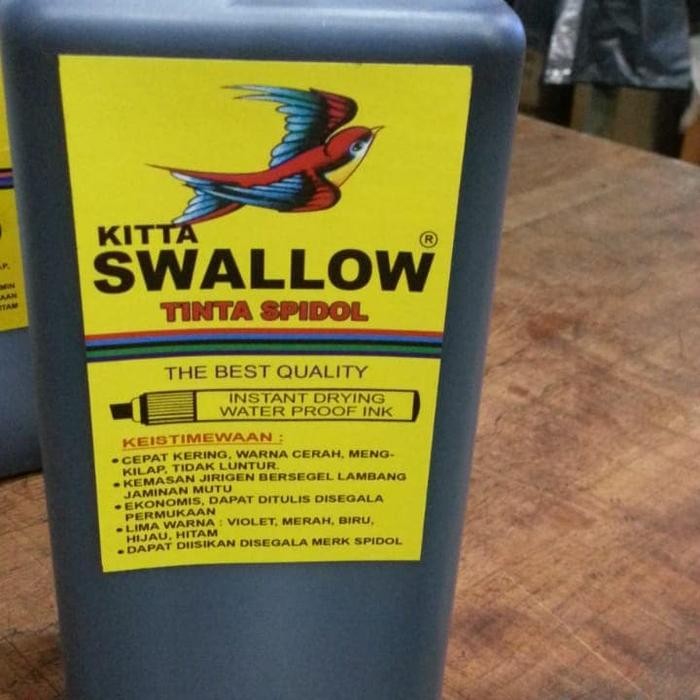 KITTA
SWALLOW ®
TINTA SPIDOL
THE BEST QUALITY
INSTANT DRYING
WATER PROOF INK
KEISTIMEWAAN :
• CEPAT KERING, WARNA CERAH, MENG-
KILAP, TIDAK LUNTUR.
• KEMASAN JIRIGEN BERSEGEL LAMBANG
JAMINAN MUTU
• EKONOMIS, DAPAT DITULIS DISEGALA
PERMUKAAN
• LIMA WARNA : VIOLET, MERAH, BIRU,
HIJAU, HITAM
• DAPAT DIISIKAN DISEGALA MERK SPIDOL